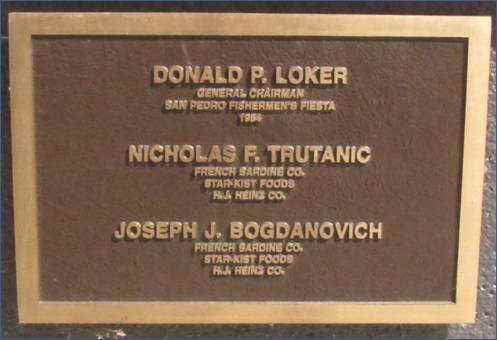 DONALD P. LOKER
GENERAL CHAIRMAN
SAN PEDRO FISHERMEN'S FIESTA
1954
NICHOLAS F. TRUTANIC
FRENCH SARDINE CO.
STAR-KIST FOODS
H.J. HEINZ CO.
JOSEPH J. BOGDANOVICH
FRENCH SARDINE CO.
STAR-KIST FOODS
H.J. HEINZ CO.